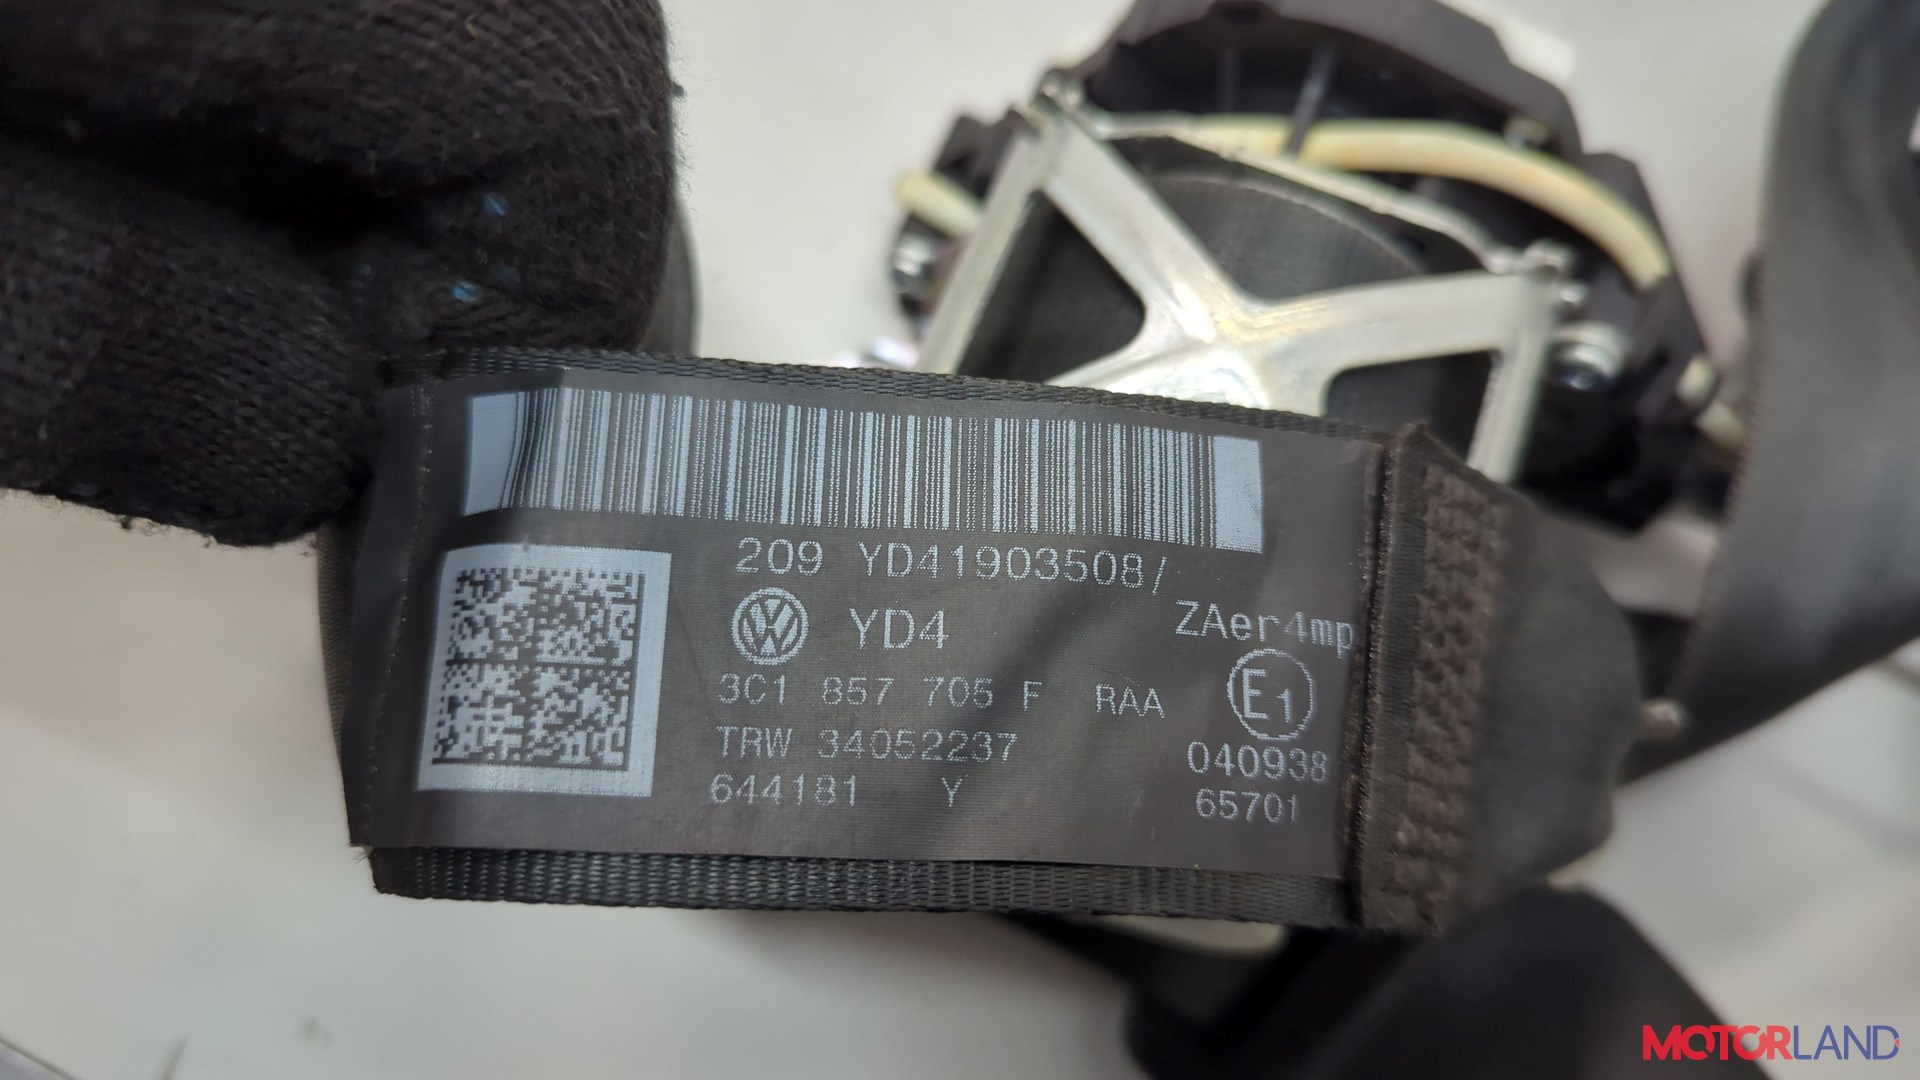 209 YD41903508/
ZAer4mp
YD4
3C1 857 705 F RAA
E1
TRW 34052237
040938
644181 Y
65701
MOTORLAND